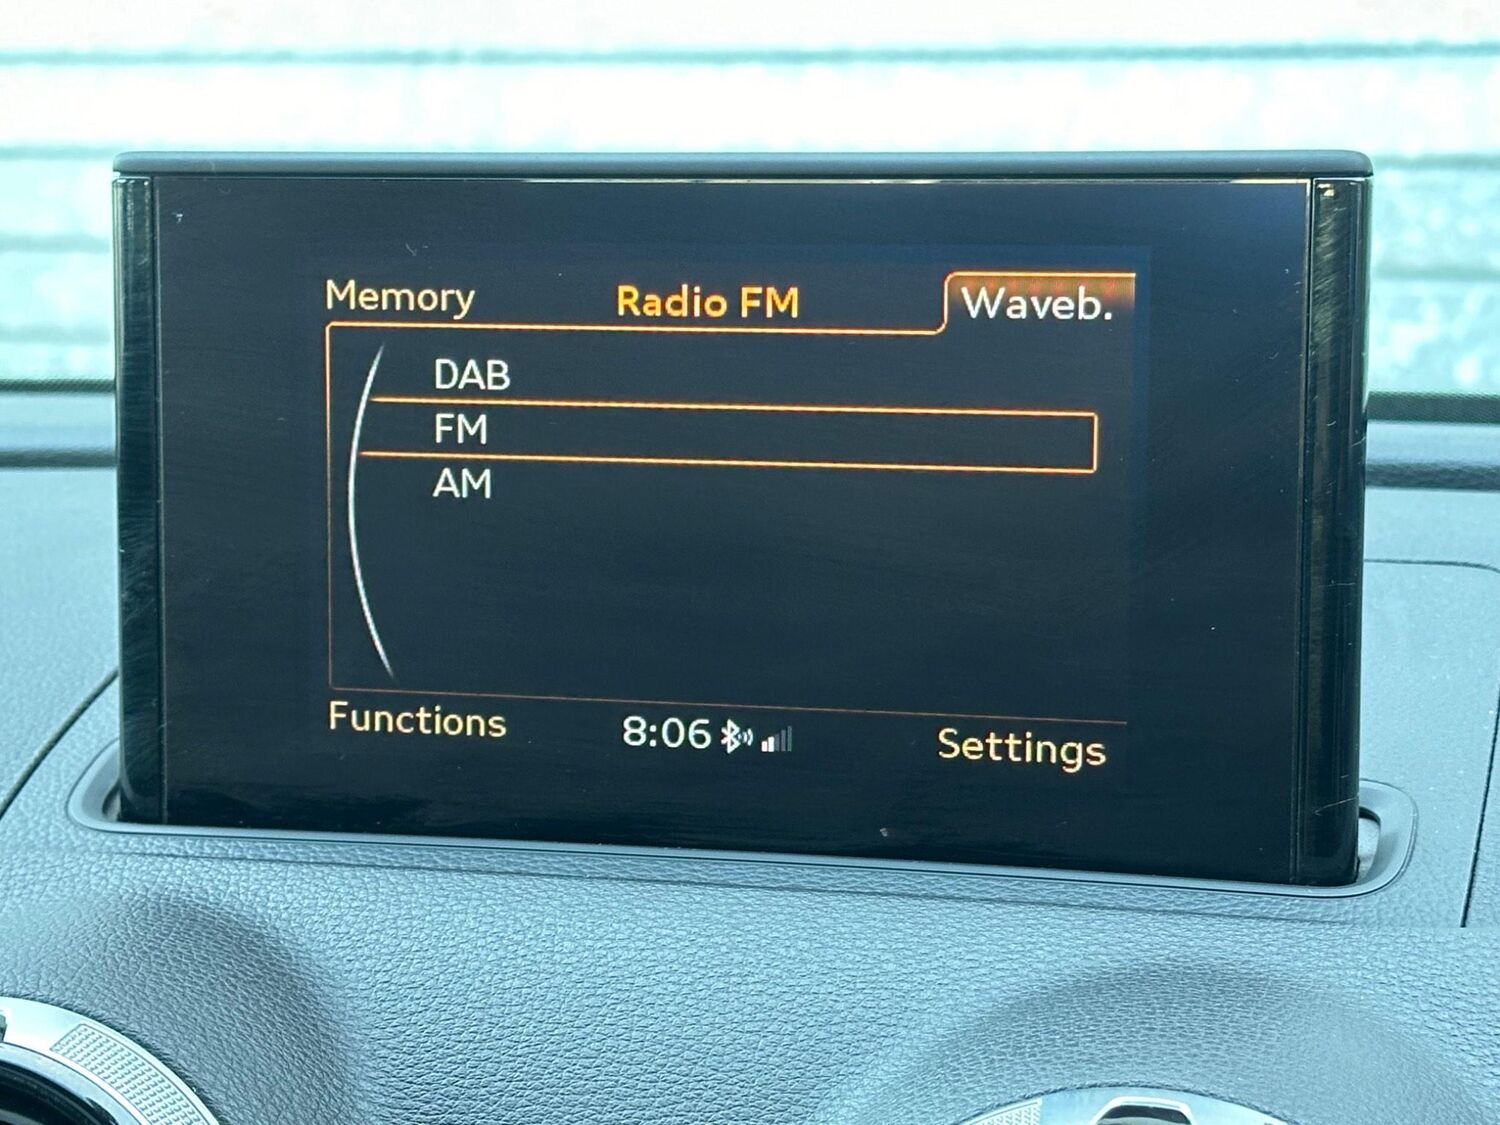 Memory Radio FM Waveb.
DAB
FM
AM
Functions 8:06 Settings